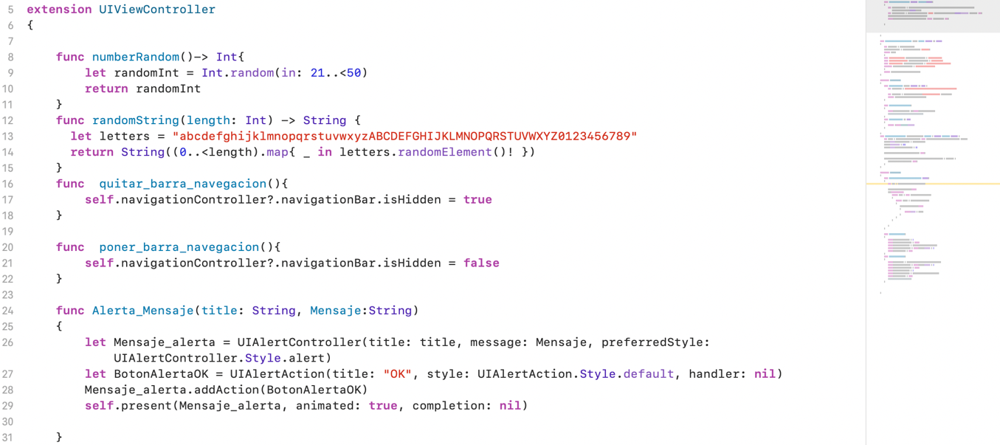 5 extension UIViewController
6 {
7
8     func numberRandom()-> Int{
9         let randomInt = Int.random(in: 21..<50)
10         return randomInt
11     }
12     func randomString(length: Int) -> String {
13       let letters = "abcdefghijklmnopqrstuvwxyzABCDEFGHIJKLMNOPQRSTUVWXYZ0123456789"
14       return String((0..<length).map{ _ in letters.randomElement()! })
15     }
16     func  quitar_barra_navegacion(){
17         self.navigationController?.navigationBar.isHidden = true
18     }
19
20     func  poner_barra_navegacion(){
21         self.navigationController?.navigationBar.isHidden = false
22     }
23
24     func Alerta_Mensaje(title: String, Mensaje:String)
25     {
26         let Mensaje_alerta = UIAlertController(title: title, message: Mensaje, preferredStyle:
            UIAlertController.Style.alert)
27         let BotonAlertaOK = UIAlertAction(title: "OK", style: UIAlertAction.Style.default, handler: nil)
28         Mensaje_alerta.addAction(BotonAlertaOK)
29         self.present(Mensaje_alerta, animated: true, completion: nil)
30
31     }